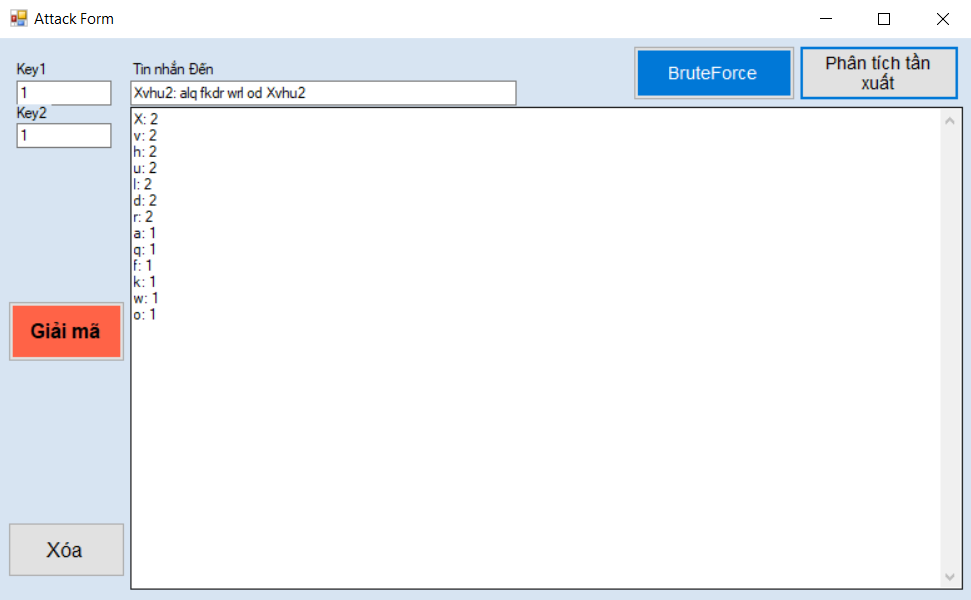 Attack Form
Key1
1
Key2
1
Tin nhắn Đến
Xvhu2: alq fkdr wrl od Xvhu2
BruteForce
Phân tích tần
xuất
X: 2
v: 2
h: 2
u: 2
l: 2
d: 2
r: 2
a: 1
q: 1
f: 1
k: 1
w: 1
o: 1
Giải mã
Xóa